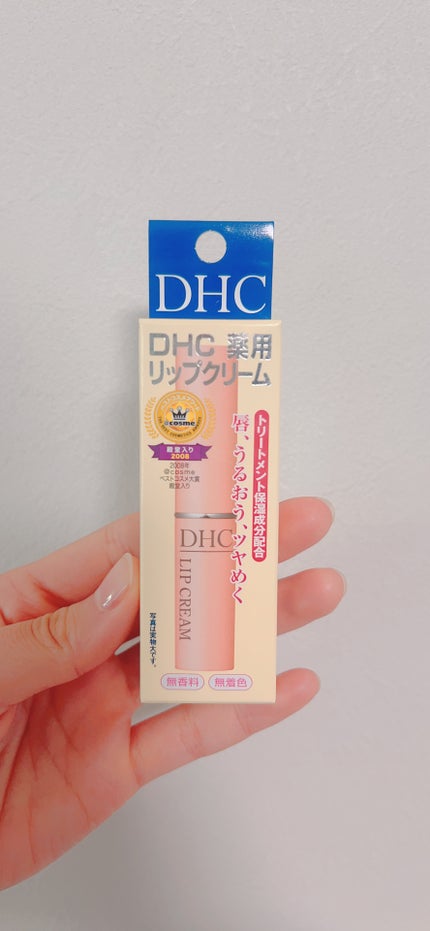 DHC
DHC 薬用
リップクリーム
@cosme
殿堂入り
2008
2008年
@cosme
ベストコスメ大賞
殿堂入り
トリートメント保湿成分配合
唇、うるおう、ツヤめく
DHC
LIP CREAM
写真は実物大です。
無香料
無着色